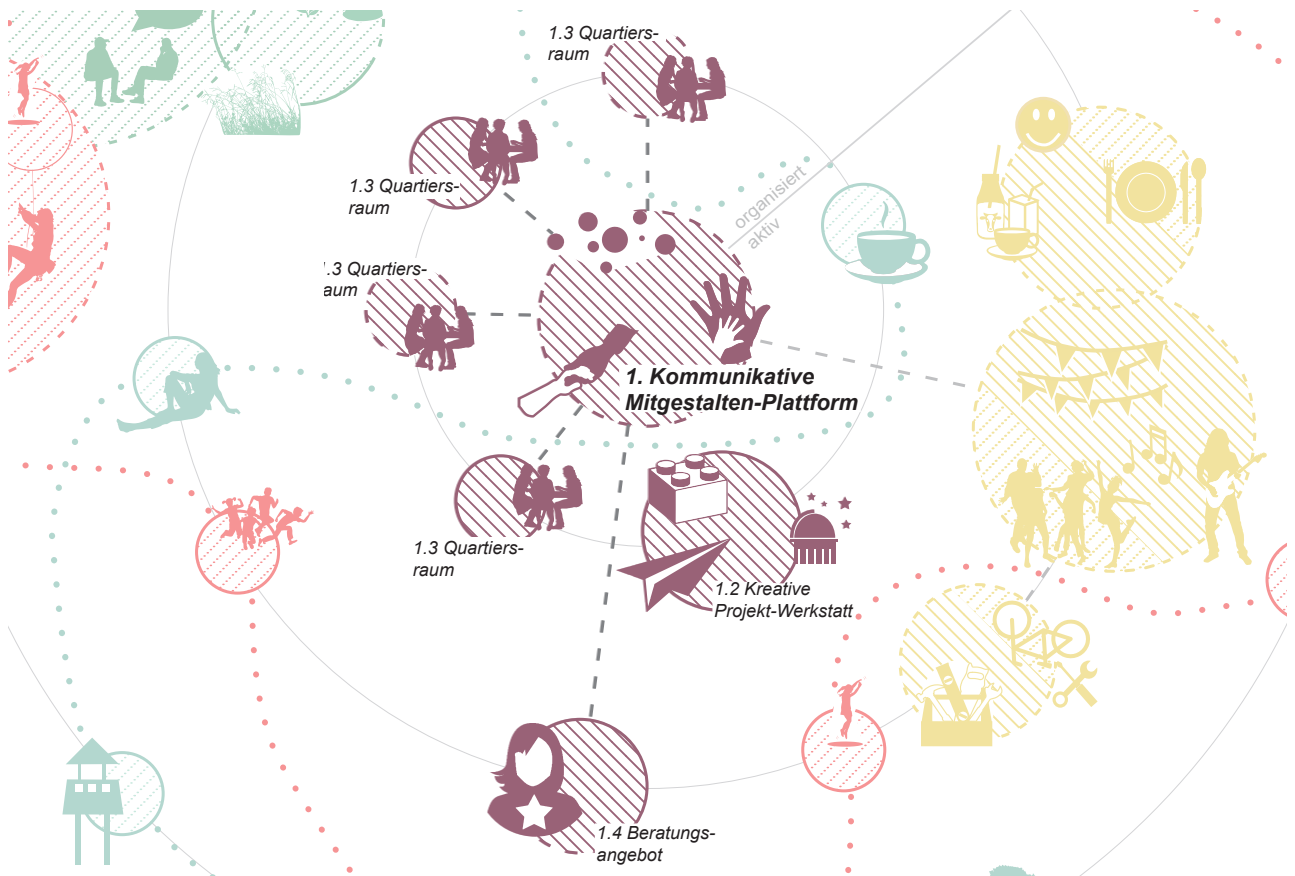 1.3 Quartiers-
raum
1.3 Quartiers-
raum
organisiert
aktiv
.3 Quartiers-
aum
1. Kommunikative
Mitgestalten-Plattform
1.3 Quartiers-
raum
1.2 Kreative
Projekt-Werkstatt
1.4 Beratungs-
angebot